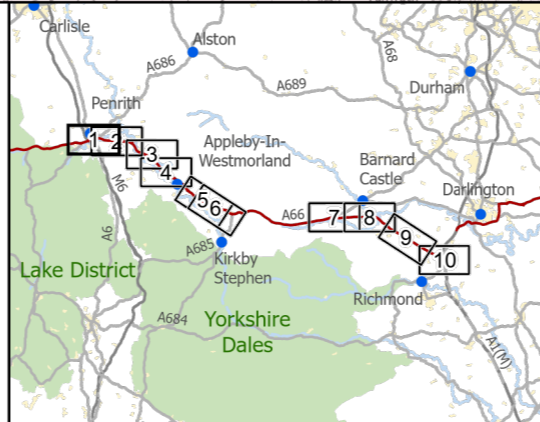 Carlisle
Alston
A686
A68
A689
Durham
Penrith
1
2
3
4
5
6
Appleby-In-
Westmorland
Barnard
Castle
Darlington
M6
A66
7
8
9
10
A6
A685
Lake District
Kirkby
Stephen
Richmond
A684
Yorkshire
Dales
A1(M)